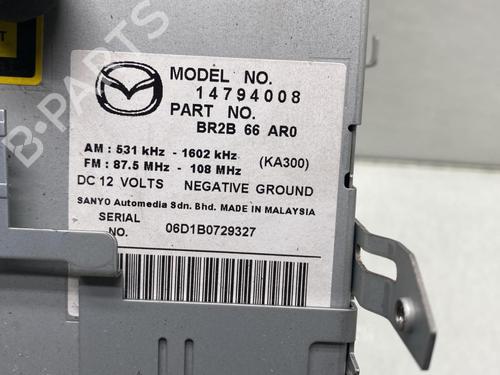 MODEL NO.
14794008
PART NO.
BR2B 66 AR0
AM : 531 kHz - 1602 kHz
(KA300)
FM : 87.5 MHz - 108 MHz
DC 12 VOLTS NEGATIVE GROUND
SANYO Automedia Sdn. Bhd. MADE IN MALAYSIA
SERIAL
NO. 06D1B0729327
B-PARTS